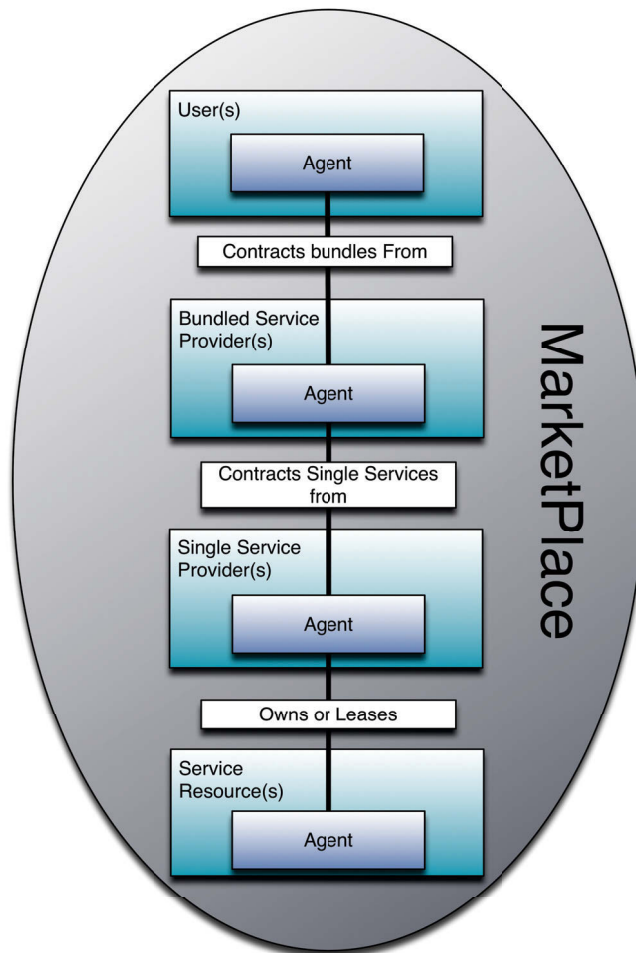 User(s)
Agent
Contracts bundles From
Bundled Service
Provider(s)
Agent
Contracts Single Services
from
Single Service
Provider(s)
Agent
Owns or Leases
Service
Resource(s)
Agent
MarketPlace